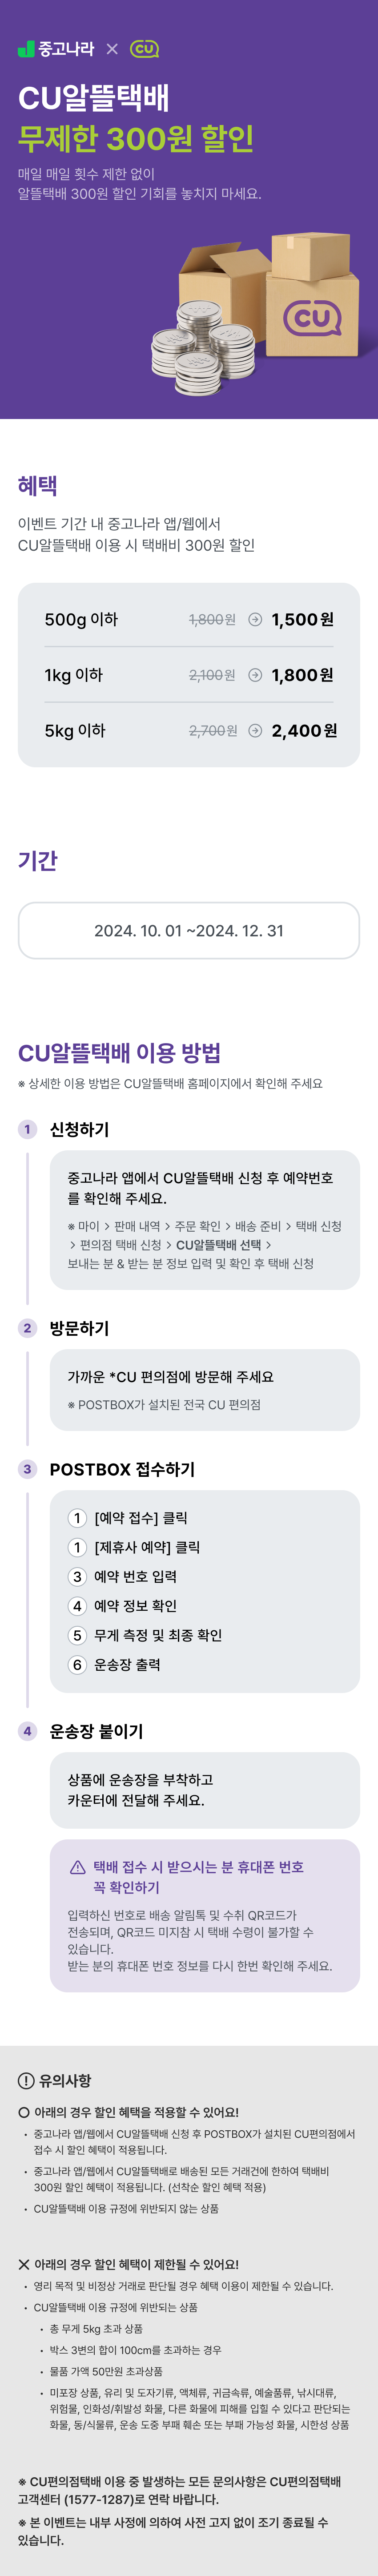 중고나라 × CU
CU알뜰택배
무제한 300원 할인
매일 매일 횟수 제한 없이
알뜰택배 300원 할인 기회를 놓치지 마세요.
CU
혜택
이벤트 기간 내 중고나라 앱/웹에서
CU알뜰택배 이용 시 택배비 300원 할인
500g 이하 1,800원 → 1,500원
1kg 이하 2,100원 → 1,800원
5kg 이하 2,700원 → 2,400원
기간
2024. 10. 01 ~2024. 12. 31
CU알뜰택배 이용 방법
※ 상세한 이용 방법은 CU알뜰택배 홈페이지에서 확인해 주세요
1 신청하기
중고나라 앱에서 CU알뜰택배 신청 후 예약번호
를 확인해 주세요.
※ 마이 > 판매 내역 > 주문 확인 > 배송 준비 > 택배 신청
> 편의점 택배 신청 > CU알뜰택배 선택 >
보내는 분 & 받는 분 정보 입력 및 확인 후 택배 신청
2 방문하기
가까운 *CU 편의점에 방문해 주세요
※ POSTBOX가 설치된 전국 CU 편의점
3 POSTBOX 접수하기
1 [예약 접수] 클릭
1 [제휴사 예약] 클릭
3 예약 번호 입력
4 예약 정보 확인
5 무게 측정 및 최종 확인
6 운송장 출력
4 운송장 붙이기
상품에 운송장을 부착하고
카운터에 전달해 주세요.
택배 접수 시 받으시는 분 휴대폰 번호
꼭 확인하기
입력하신 번호로 배송 알림톡 및 수취 QR코드가
전송되며, QR코드 미지참 시 택배 수령이 불가할 수
있습니다.
받는 분의 휴대폰 번호 정보를 다시 한번 확인해 주세요.
유의사항
아래의 경우 할인 혜택을 적용할 수 있어요!
• 중고나라 앱/웹에서 CU알뜰택배 신청 후 POSTBOX가 설치된 CU편의점에서
접수 시 할인 혜택이 적용됩니다.
• 중고나라 앱/웹에서 CU알뜰택배로 배송된 모든 거래건에 한하여 택배비
300원 할인 혜택이 적용됩니다. (선착순 할인 혜택 적용)
• CU알뜰택배 이용 규정에 위반되지 않는 상품
아래의 경우 할인 혜택이 제한될 수 있어요!
• 영리 목적 및 비정상 거래로 판단될 경우 혜택 이용이 제한될 수 있습니다.
• CU알뜰택배 이용 규정에 위반되는 상품
• 총 무게 5kg 초과 상품
• 박스 3변의 합이 100cm를 초과하는 경우
• 물품 가액 50만원 초과상품
• 미포장 상품, 유리 및 도자기류, 액체류, 귀금속류, 예술품류, 낚시대류,
위험물, 인화성/휘발성 화물, 다른 화물에 피해를 입힐 수 있다고 판단되는
화물, 동/식물류, 운송 도중 부패 훼손 또는 부패 가능성 화물, 시한성 상품
※ CU편의점택배 이용 중 발생하는 모든 문의사항은 CU편의점택배
고객센터 (1577-1287)로 연락 바랍니다.
※ 본 이벤트는 내부 사정에 의하여 사전 고지 없이 조기 종료될 수
있습니다.